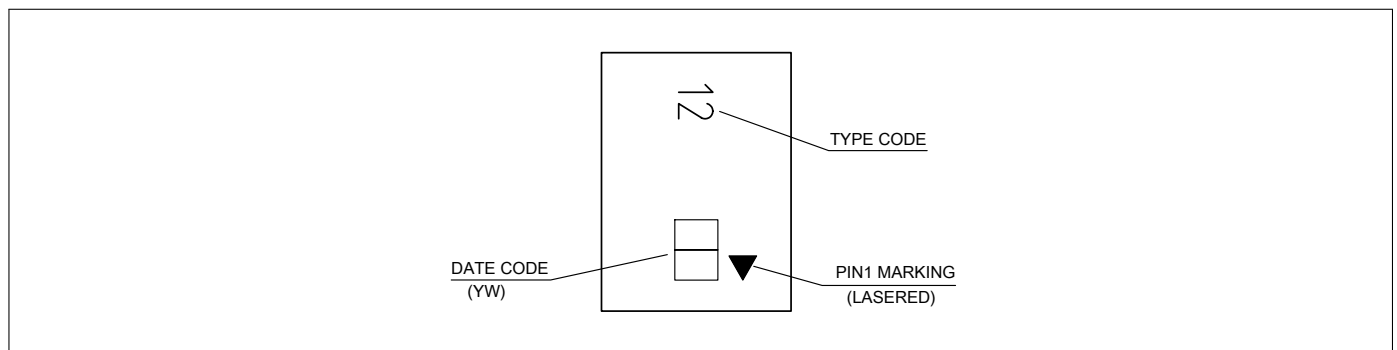 12
TYPE CODE
DATE CODE
(YW)
PIN1 MARKING
(LASERED)